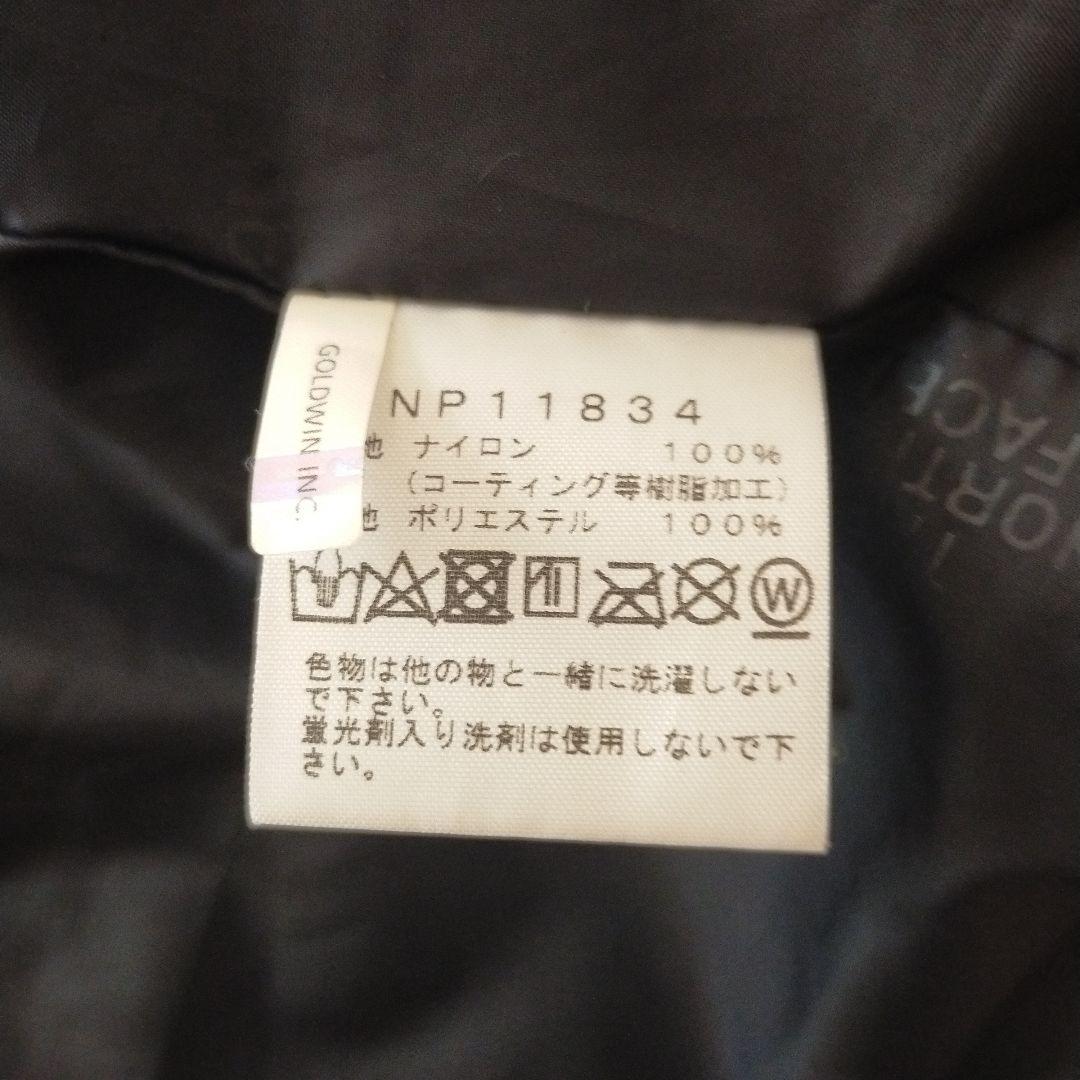 GOLDWIN INC.
NP11834
地 ナイロン 100%
(コーティング等樹脂加工)
地 ポリエステル 100%
W
色物は他の物と一緒に洗濯しない
で下さい。
蛍光剤入り洗剤は使用しないで下
さい。
NORT
FACE